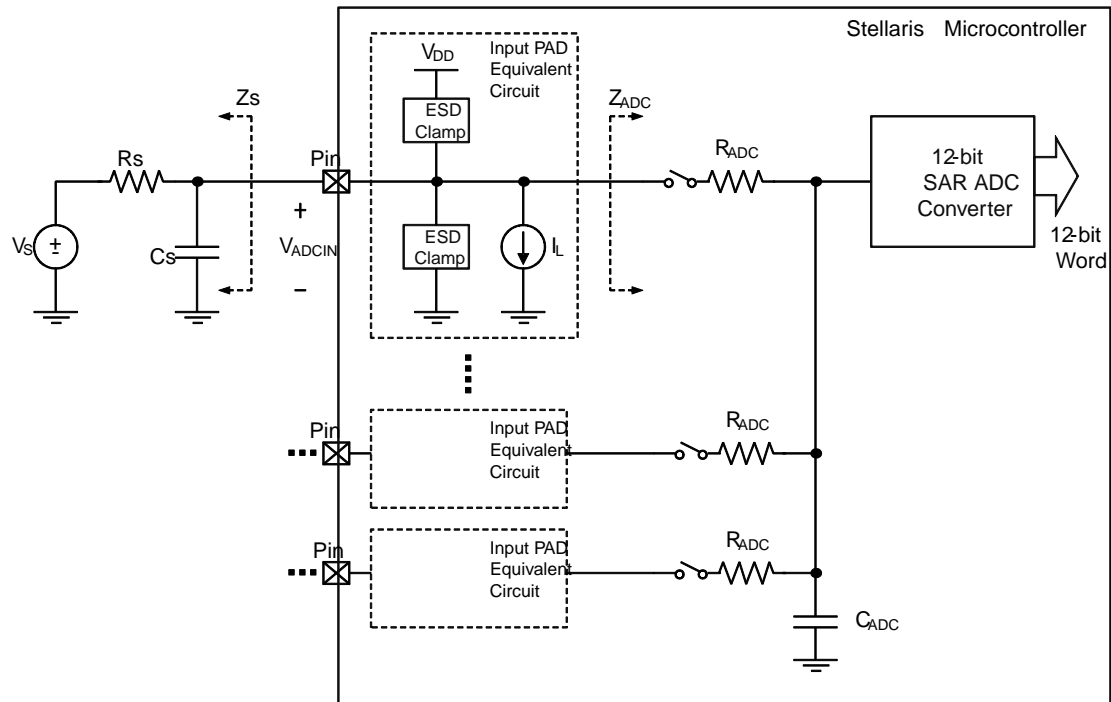 Stellaris Microcontroller
Input PAD
Equivalent
Circuit
VDD
ESD
Clamp
Zs
ZADC
Rs
Pin
RADC
12-bit
SAR ADC
Converter
+
VADCIN
−
VS
±
Cs
ESD
Clamp
IL
12-bit
Word
Pin
Input PAD
Equivalent
Circuit
RADC
Pin
Input PAD
Equivalent
Circuit
RADC
CADC